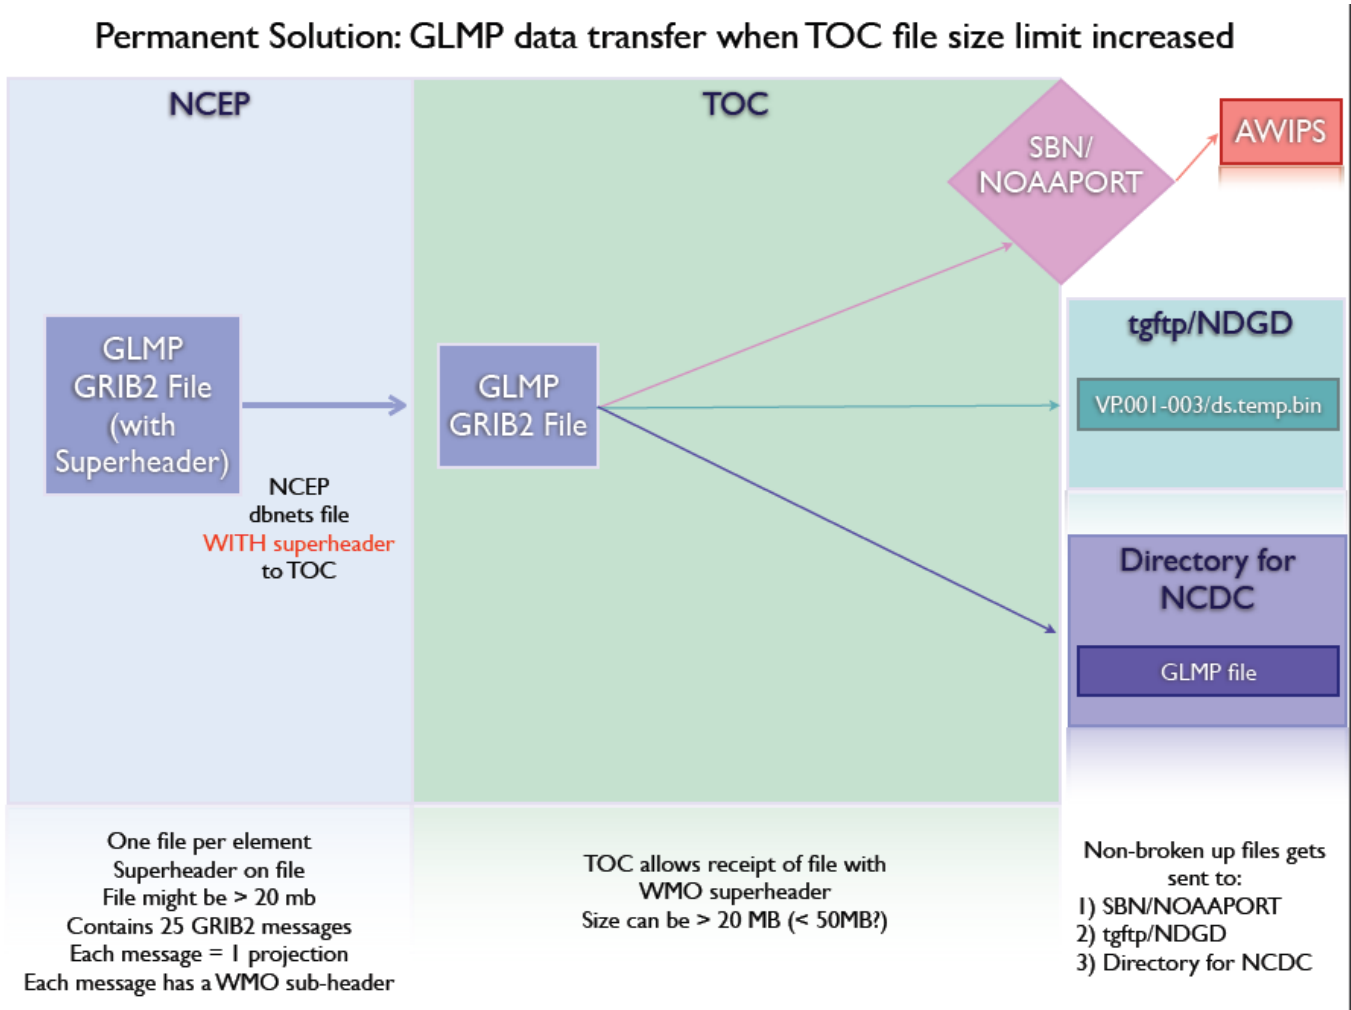 Permanent Solution: GLMP data transfer when TOC file size limit increased
NCEP
TOC
SBN/
NOAAPORT
AWIPS
GLMP
GRIB2 File
(with
Superheader)
NCEP
dbnets file
WITH superheader
to TOC
GLMP
GRIB2 File
tgftp/NDGD
VP.001-003/ds.temp.bin
Directory for
NCDC
GLMP file
One file per element
Superheader on file
File might be > 20 mb
Contains 25 GRIB2 messages
Each message = 1 projection
Each message has a WMO sub-header
TOC allows receipt of file with
WMO superheader
Size can be > 20 MB (< 50MB?)
Non-broken up files gets
sent to:
1) SBN/NOAAPORT
2) tgftp/NDGD
3) Directory for NCDC